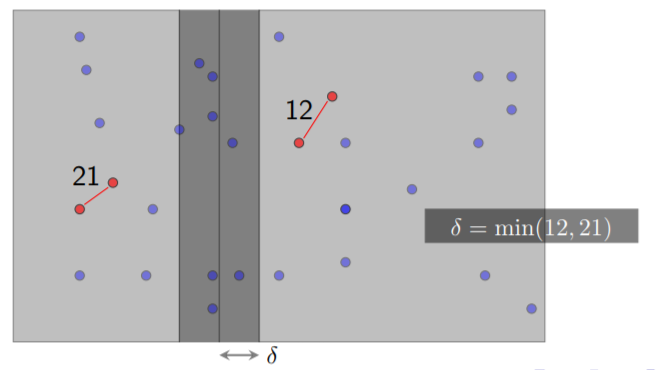 12
21
δ = min(12, 21)
δ